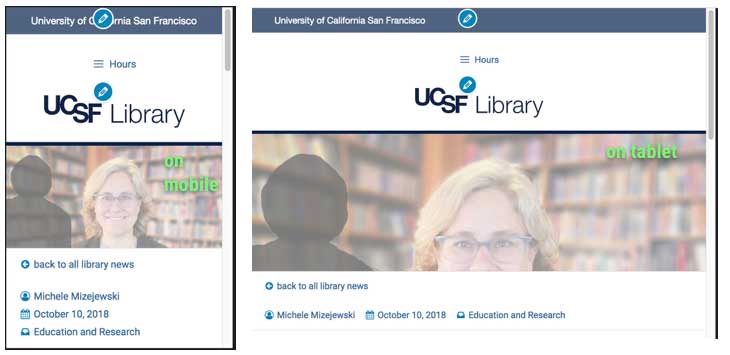 University of California San Francisco
Hours
UCSF Library
on
mobile
back to all library news
Michele Mizejewski
October 10, 2018
Education and Research
University of California San Francisco
Hours
UCSF Library
on tablet
back to all library news
Michele Mizejewski October 10, 2018 Education and Research